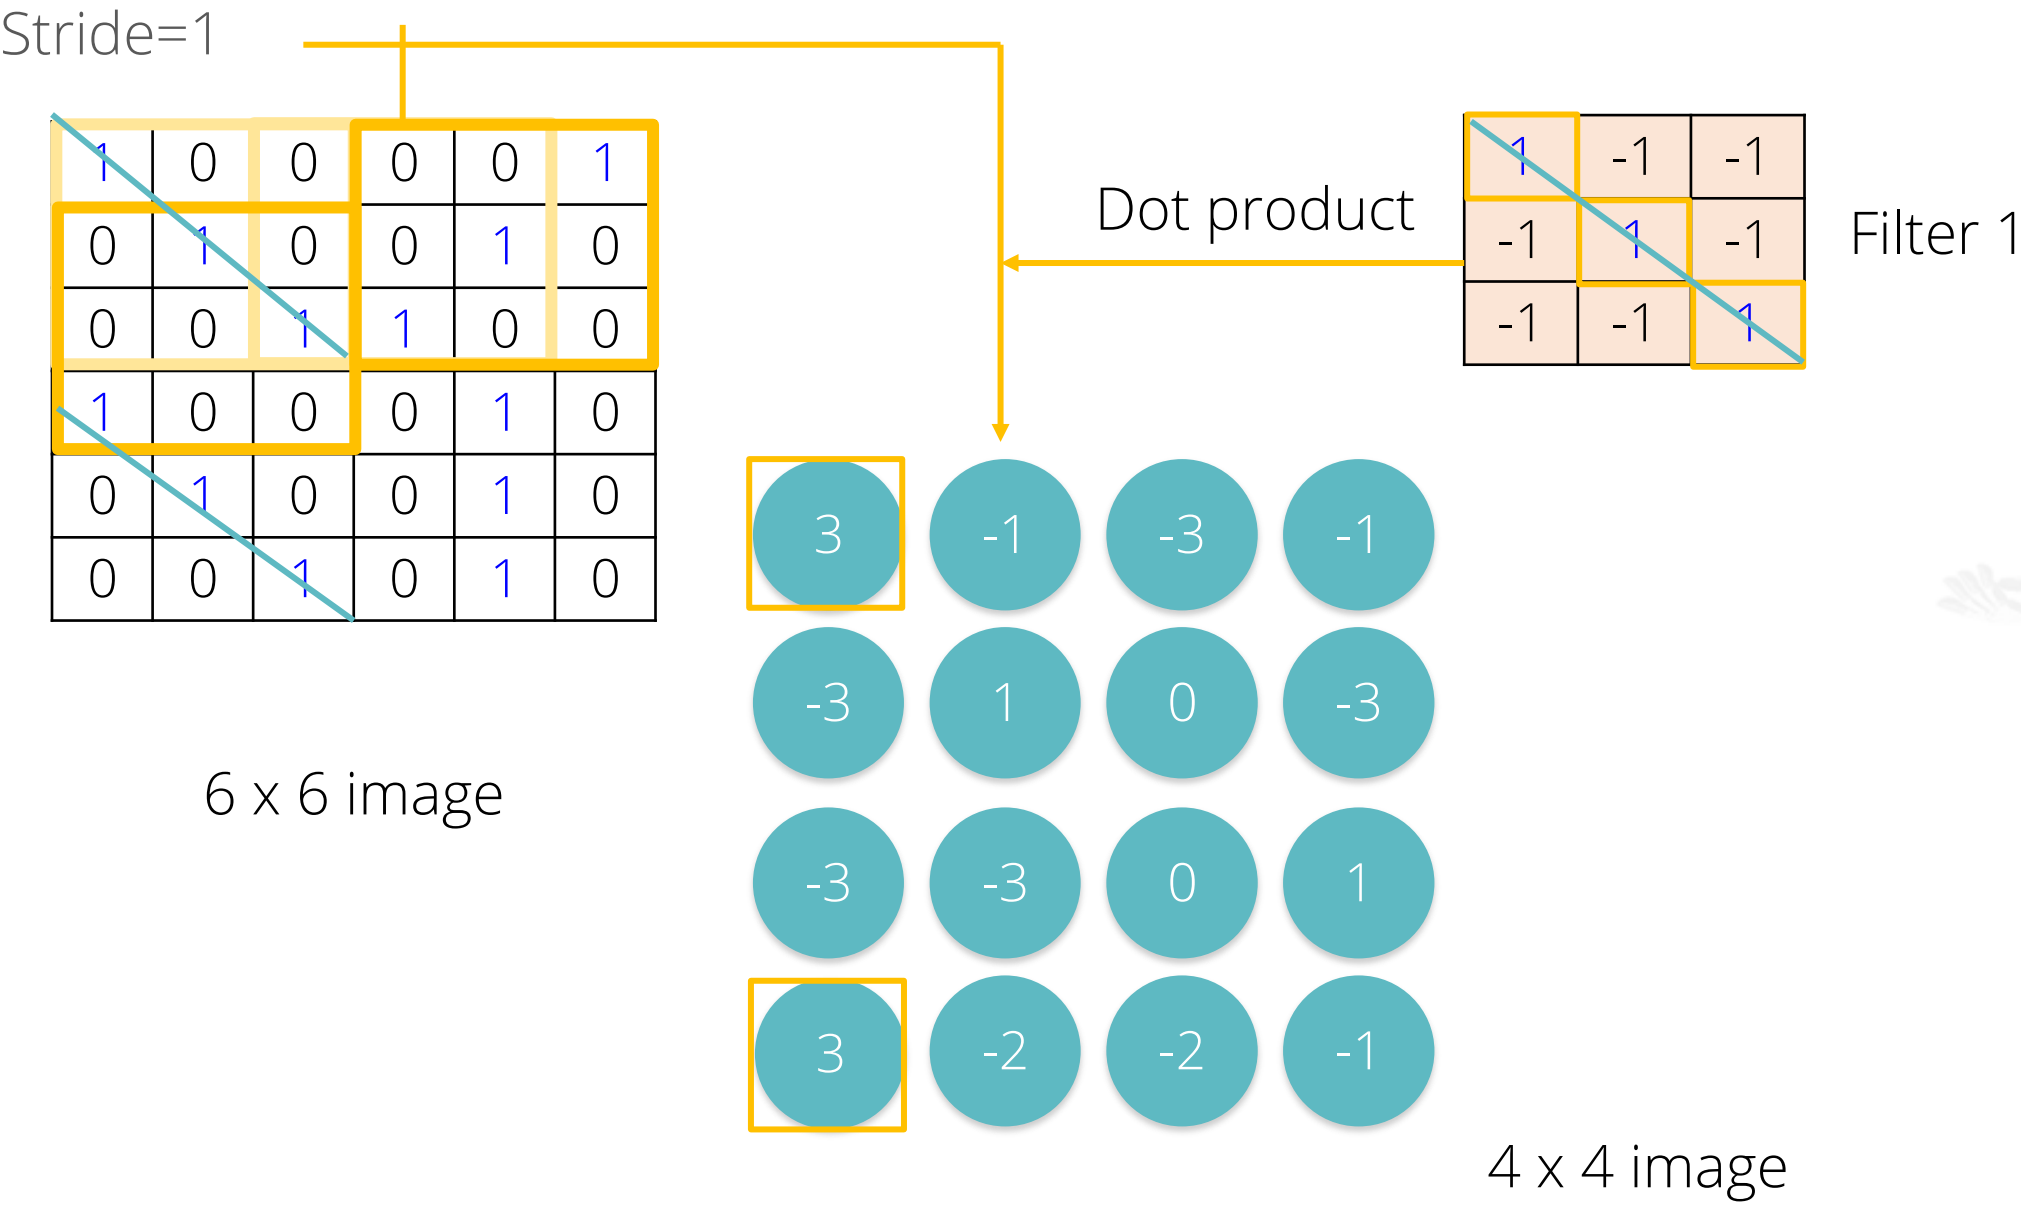 Stride=1
1 0 0 0 0 1
0 1 0 0 1 0
0 0 1 1 0 0
1 0 0 0 1 0
0 1 0 0 1 0
0 0 1 0 1 0
6 x 6 image
Dot product
1 -1 -1
-1 1 -1
-1 -1 1
Filter 1
3 -1 -3 -1
-3 1 0 -3
-3 -3 0 1
3 -2 -2 -1
4 x 4 image